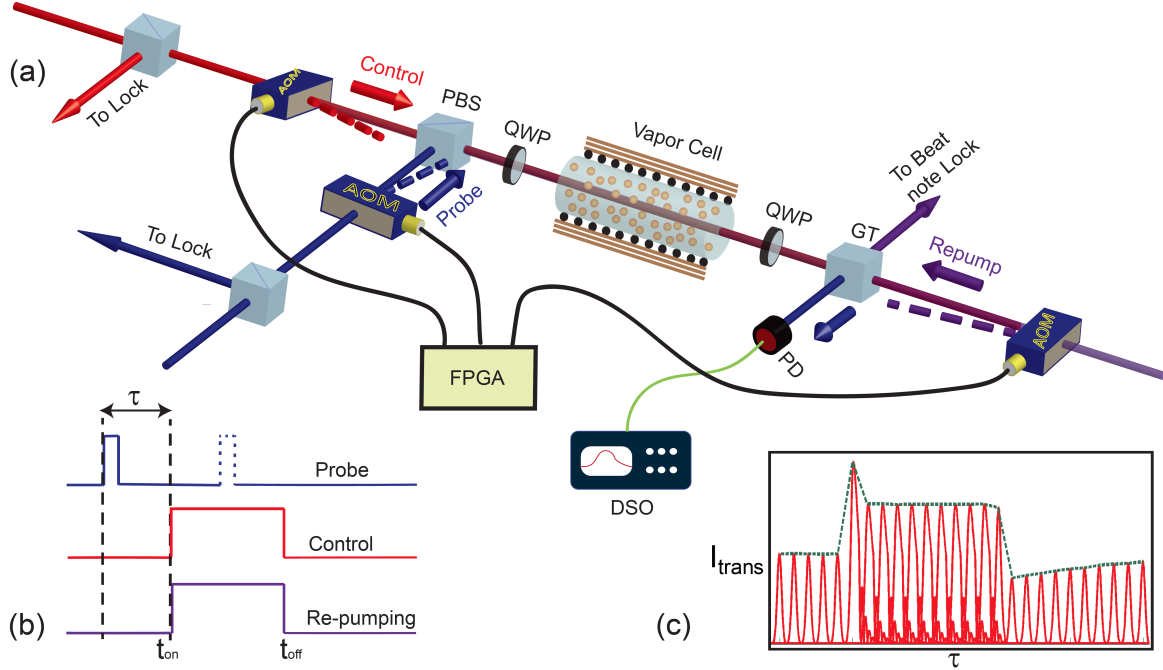 (a)
To Lock
AOM
Control
PBS
QWP
Vapor Cell
To Beat
note Lock
AOM
Probe
QWP
GT
Repump
To Lock
AOM
PD
FPGA
DSO
(b)
τ
Probe
Control
Re-pumping
ton
toff
(c)
Itrans
τ